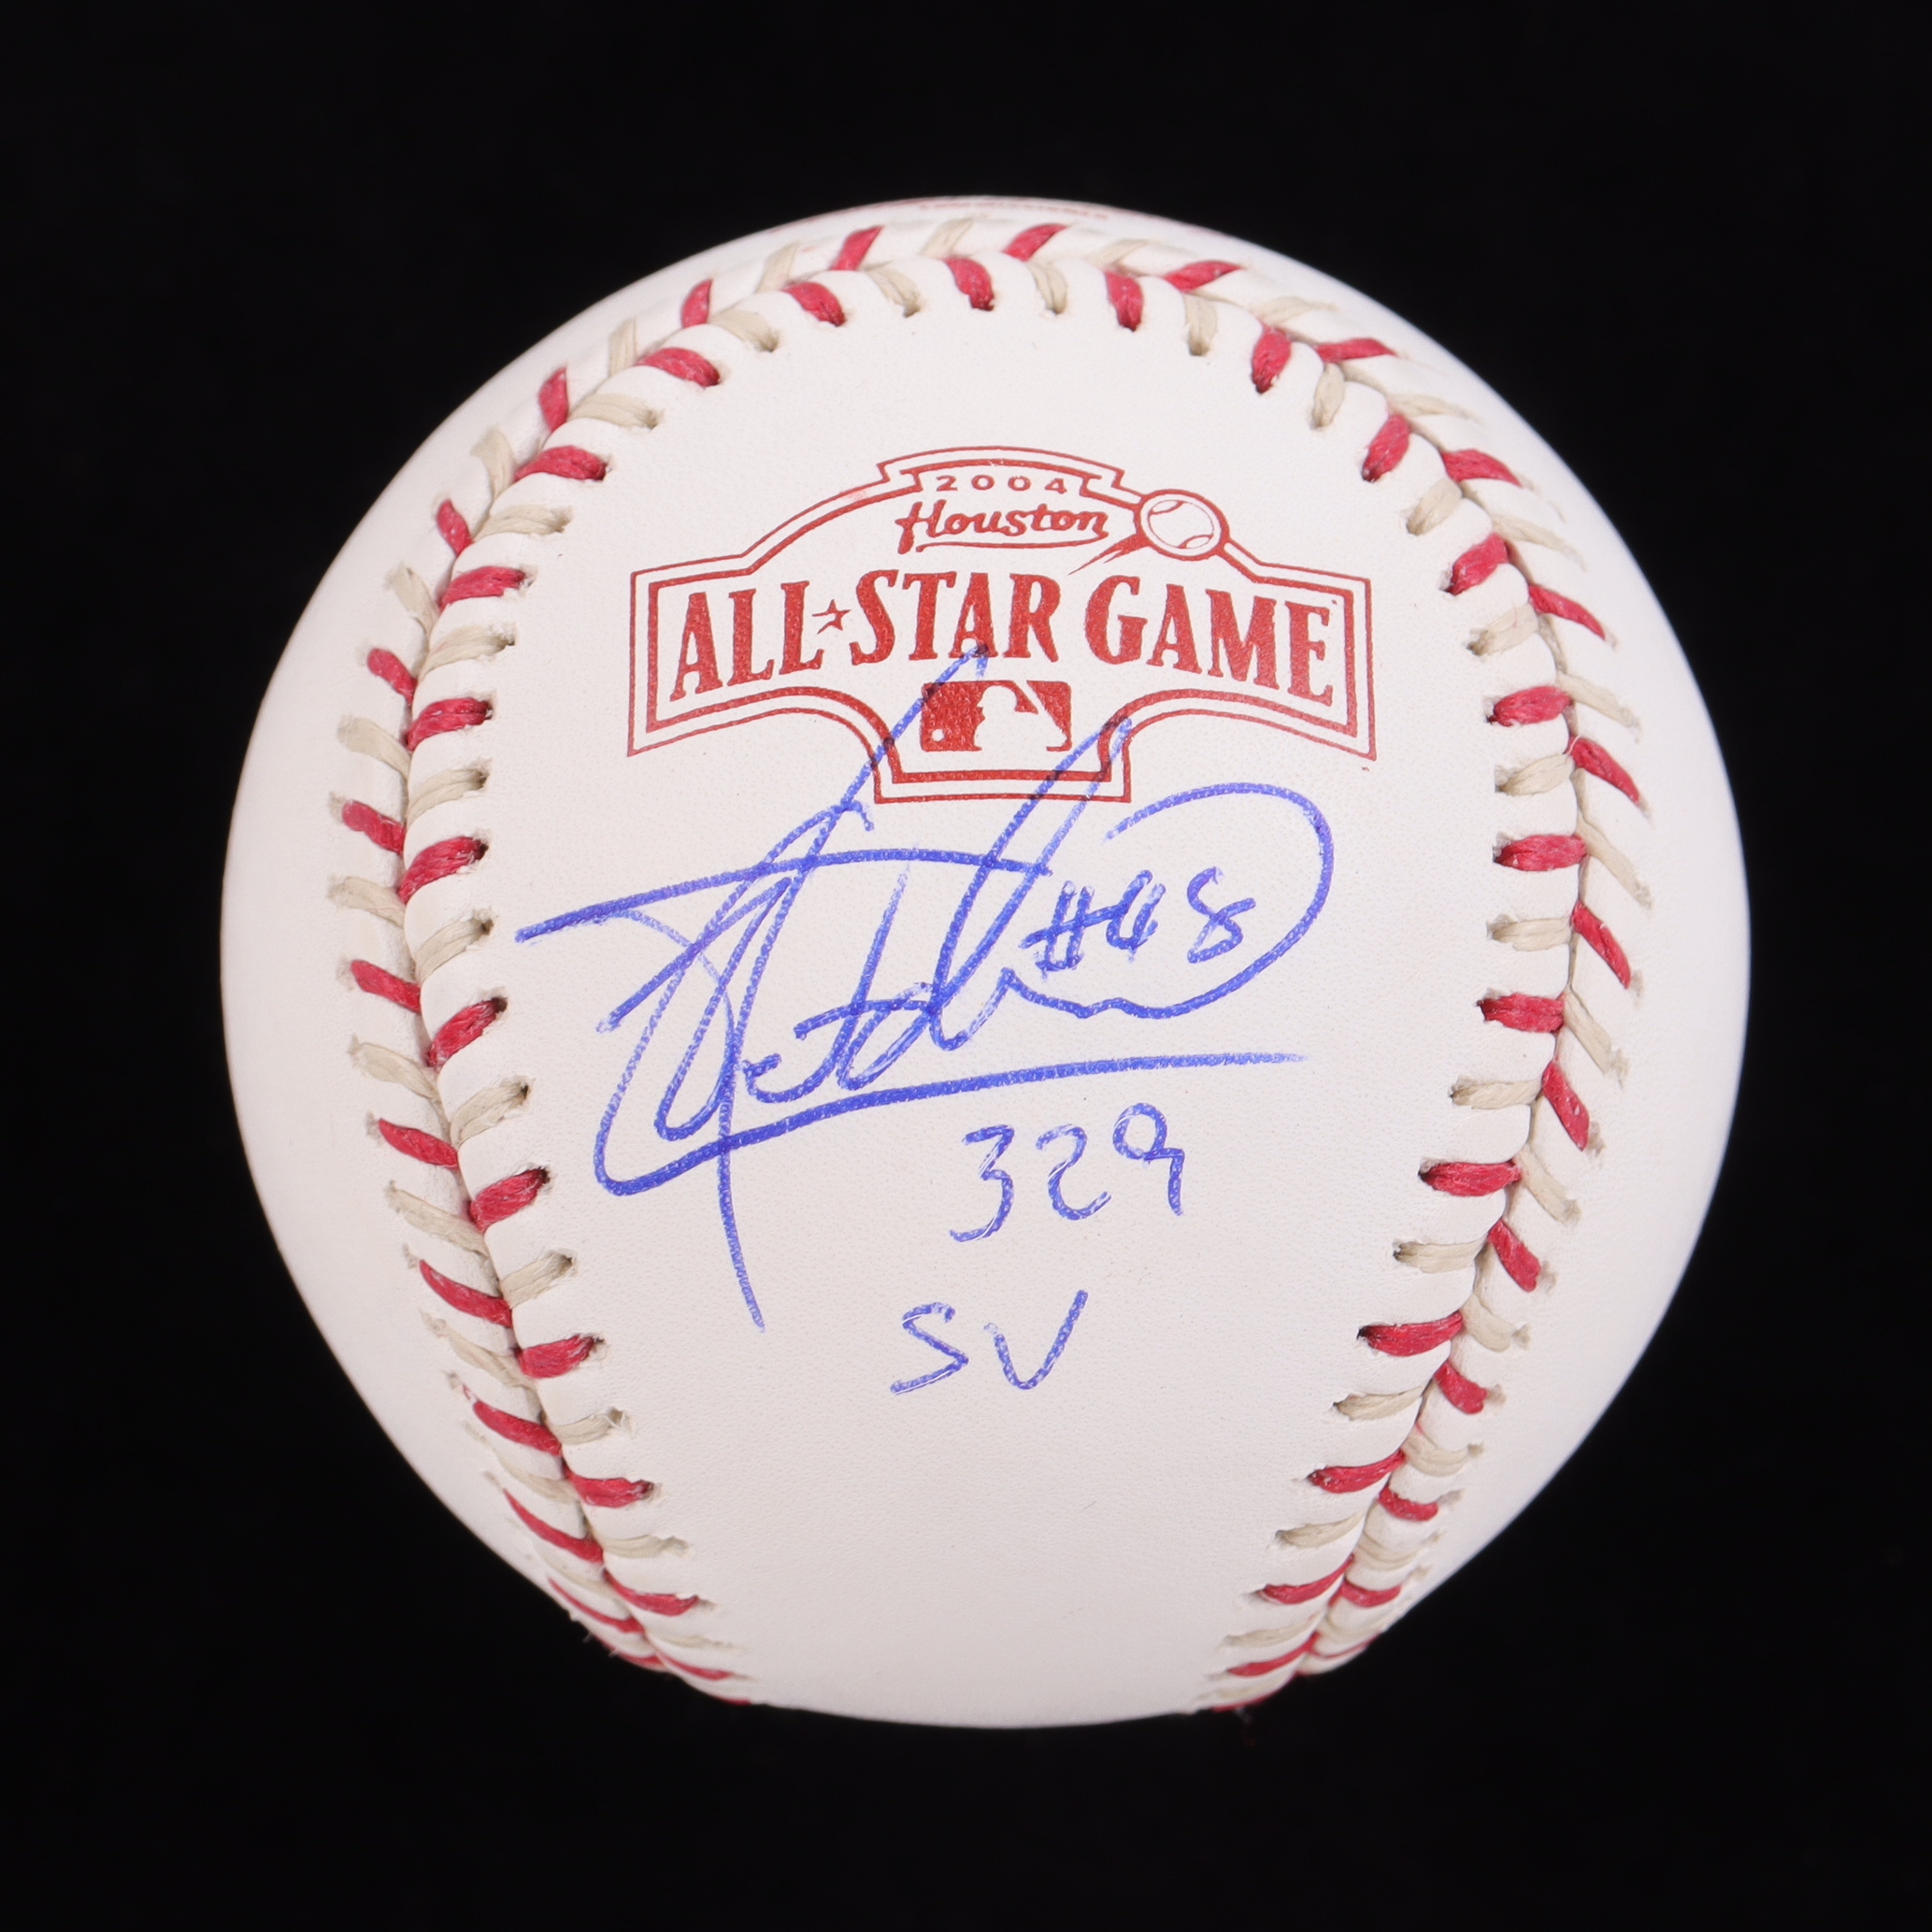 2004
Houston
ALL★STAR GAME
#48
329
SV